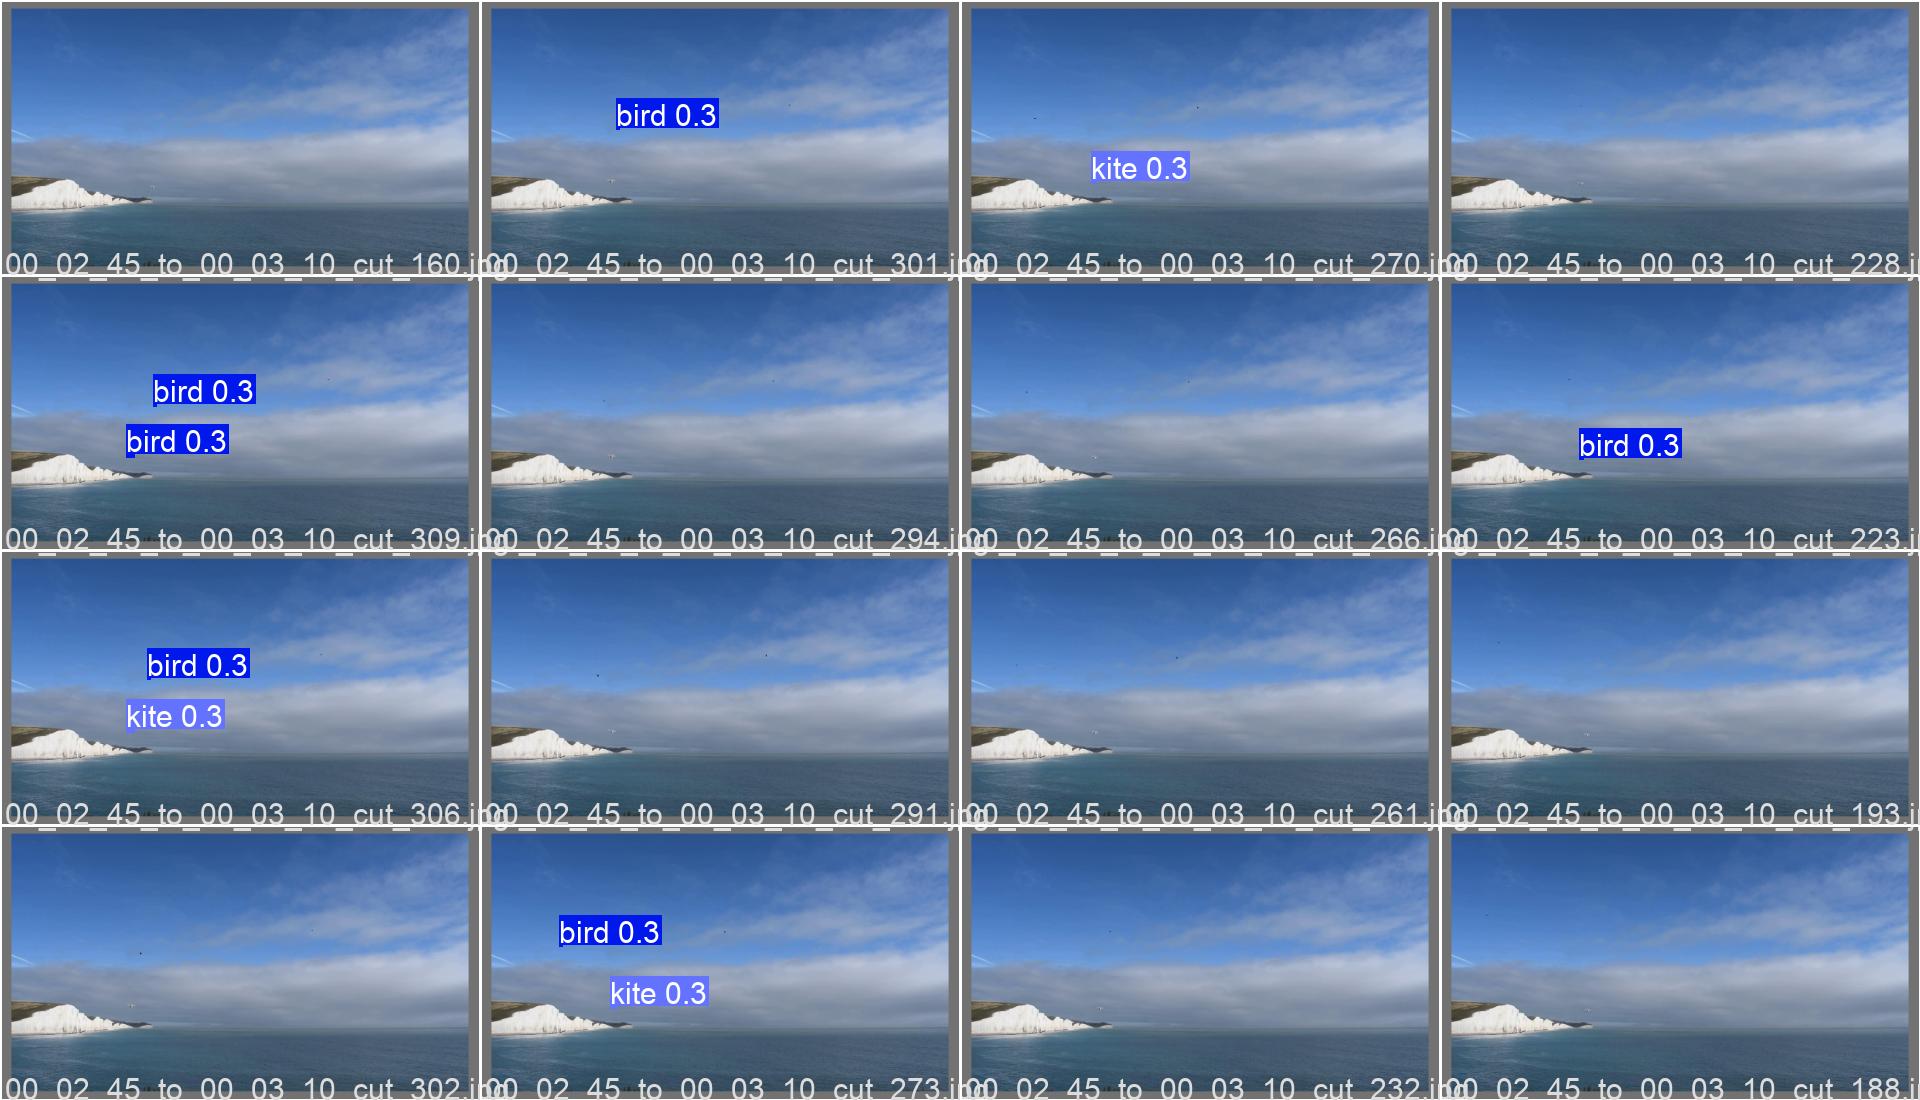 bird 0.3
kite 0.3
00_02_45_to_00_03_10_cut_160.jpg
00_02_45_to_00_03_10_cut_301.jpg
00_02_45_to_00_03_10_cut_270.jpg
00_02_45_to_00_03_10_cut_228.j
bird 0.3
bird 0.3
bird 0.3
00_02_45_to_00_03_10_cut_309.jpg
00_02_45_to_00_03_10_cut_294.jpg
00_02_45_to_00_03_10_cut_266.jpg
00_02_45_to_00_03_10_cut_223.j
bird 0.3
kite 0.3
00_02_45_to_00_03_10_cut_306.jpg
00_02_45_to_00_03_10_cut_291.jpg
00_02_45_to_00_03_10_cut_261.jpg
00_02_45_to_00_03_10_cut_193.j
bird 0.3
kite 0.3
00_02_45_to_00_03_10_cut_302.jpg
00_02_45_to_00_03_10_cut_273.jpg
00_02_45_to_00_03_10_cut_232.jpg
00_02_45_to_00_03_10_cut_188.j